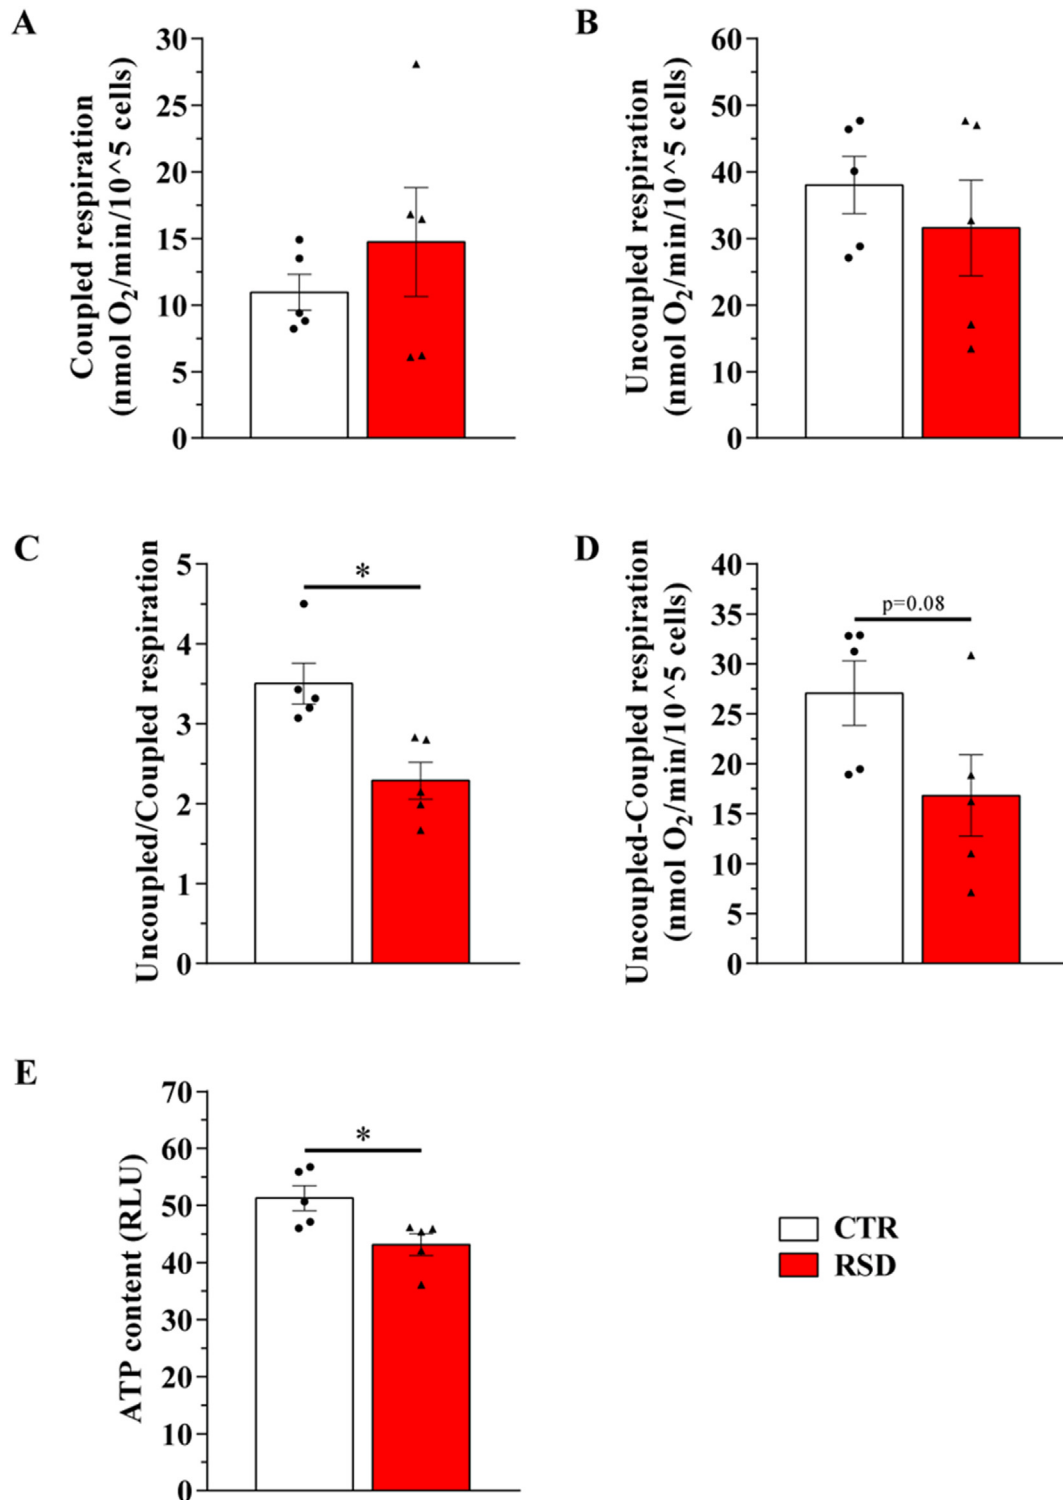 A
Coupled respiration
(nmol O2/min/10^5 cells)
30
25
20
15
10
5
0
B
Uncoupled respiration
(nmol O2/min/10^5 cells)
60
50
40
30
20
10
0
C
Uncoupled/Coupled respiration
5
4
3
2
1
0
*
D
Uncoupled-Coupled respiration
(nmol O2/min/10^5 cells)
40
35
30
25
20
15
10
5
0
p=0.08
E
ATP content (RLU)
70
60
50
40
30
20
10
0
*
CTR
RSD